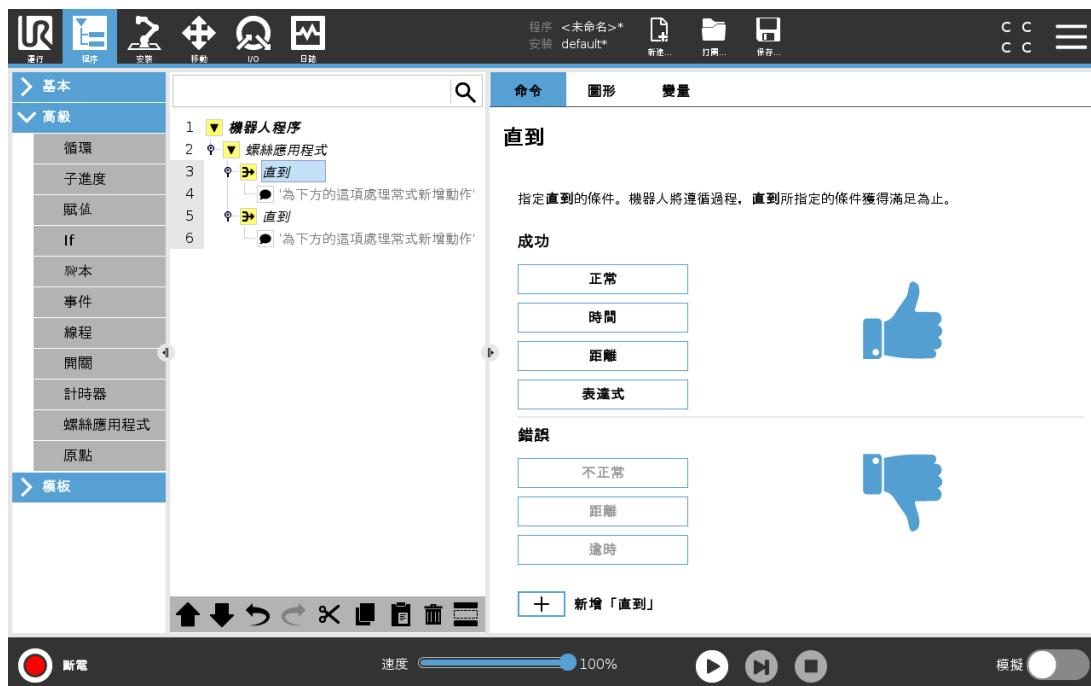 程序 <未命名>*
安裝 default*
運行
程序
安裝
移動
I/O
日誌
新建...
打開...
保存...
C C
C C
基本
高級
循環
子進度
賦值
If
腳本
事件
線程
開關
計時器
螺絲應用程式
原點
模板
1 機器人程序
2 螺絲應用程式
3 直到
4 '為下方的這項處理常式新增動作'
5 直到
6 '為下方的這項處理常式新增動作'
命令 圖形 變量
直到
指定直到的條件。機器人將遵循過程，直到所指定的條件獲得滿足為止。
成功
正常
時間
距離
表達式
錯誤
不正常
距離
逾時
新增「直到」
斷電
速度 100%
模擬